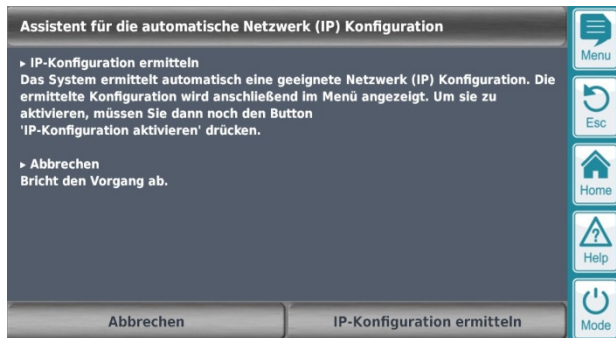 Assistent für die automatische Netzwerk (IP) Konfiguration
▸ IP-Konfiguration ermitteln
Das System ermittelt automatisch eine geeignete Netzwerk (IP) Konfiguration. Die
ermittelte Konfiguration wird anschließend im Menü angezeigt. Um sie zu
aktivieren, müssen Sie dann noch den Button
'IP-Konfiguration aktivieren' drücken.
▸ Abbrechen
Bricht den Vorgang ab.
Abbrechen
IP-Konfiguration ermitteln
Menu
Esc
Home
?
Help
Mode